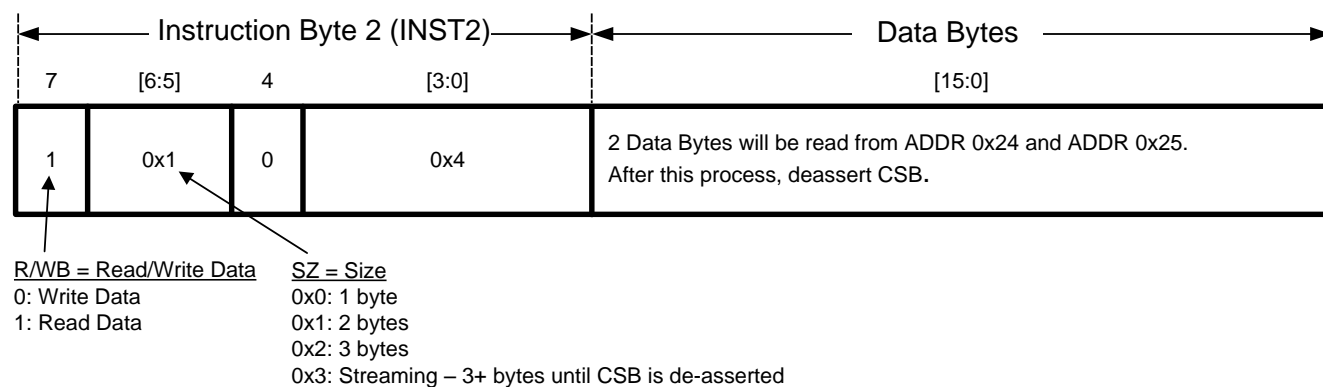 Instruction Byte 2 (INST2) Data Bytes
7 [6:5] 4 [3:0] [15:0]
1 0x1 0 0x4
2 Data Bytes will be read from ADDR 0x24 and ADDR 0x25.
After this process, deassert CSB.
R/WB = Read/Write Data
0: Write Data
1: Read Data
SZ = Size
0x0: 1 byte
0x1: 2 bytes
0x2: 3 bytes
0x3: Streaming – 3+ bytes until CSB is de-asserted